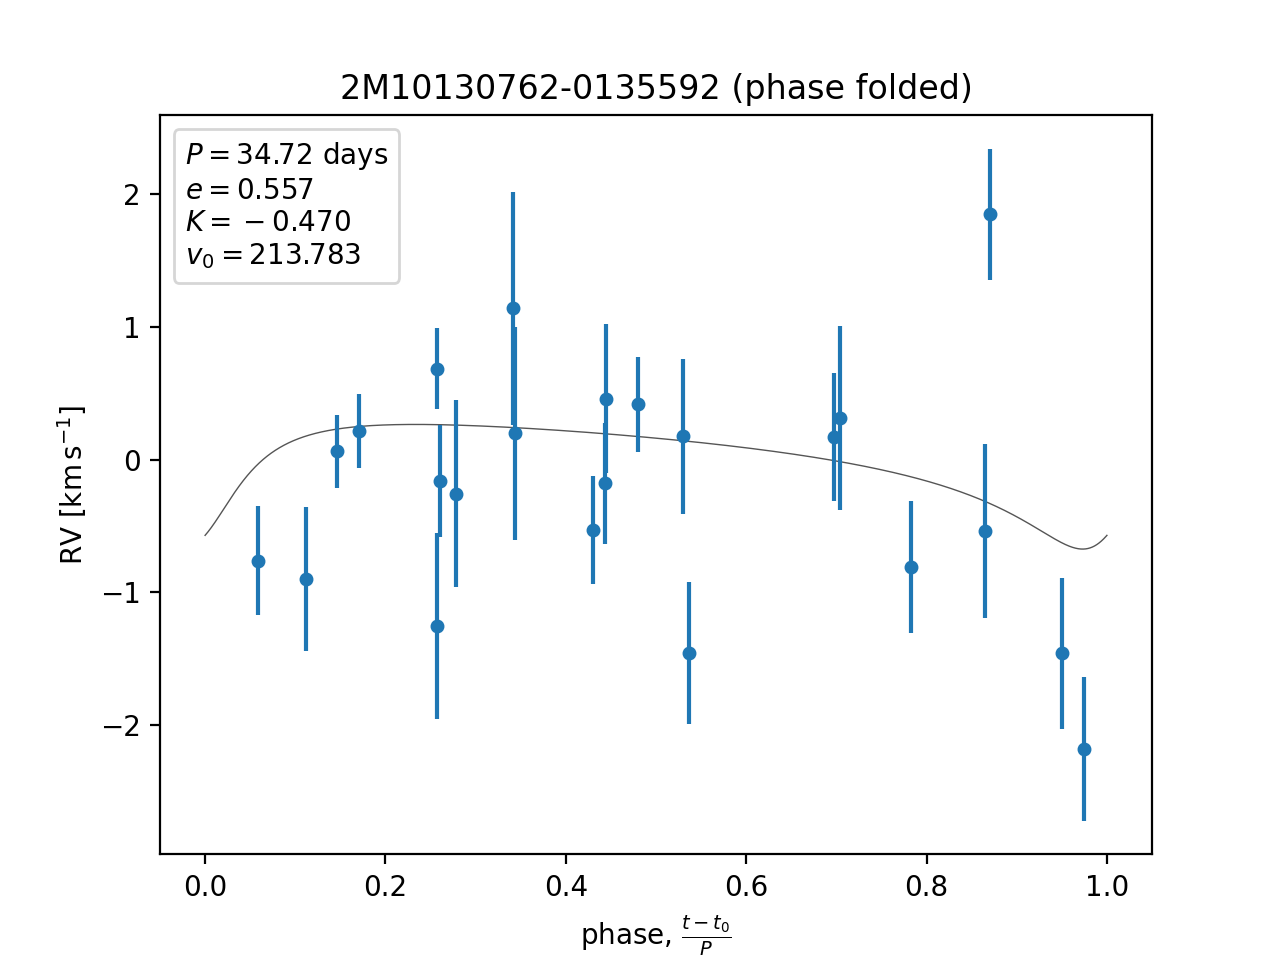 2M10130762-0135592 (phase folded)
P = 34.72 days
e = 0.557
K = −0.470
v₀ = 213.783
2
1
0
−1
−2
RV [km s⁻¹]
0.0 0.2 0.4 0.6 0.8 1.0
phase, (t − t₀)/P